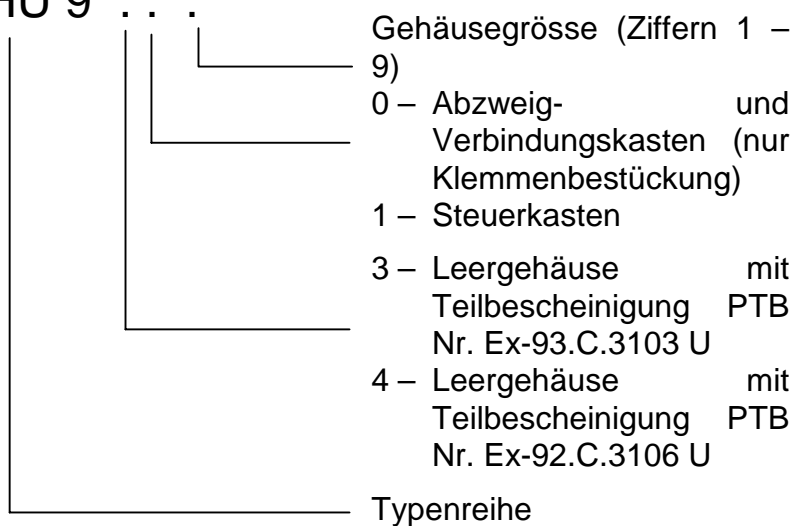 HU 9 . . .
Gehäusegrösse (Ziffern 1 –
9)
0 – Abzweig- und
Verbindungskasten (nur
Klemmenbestückung)
1 – Steuerkasten
3 – Leergehäuse mit
Teilbescheinigung PTB
Nr. Ex-93.C.3103 U
4 – Leergehäuse mit
Teilbescheinigung PTB
Nr. Ex-92.C.3106 U
Typenreihe